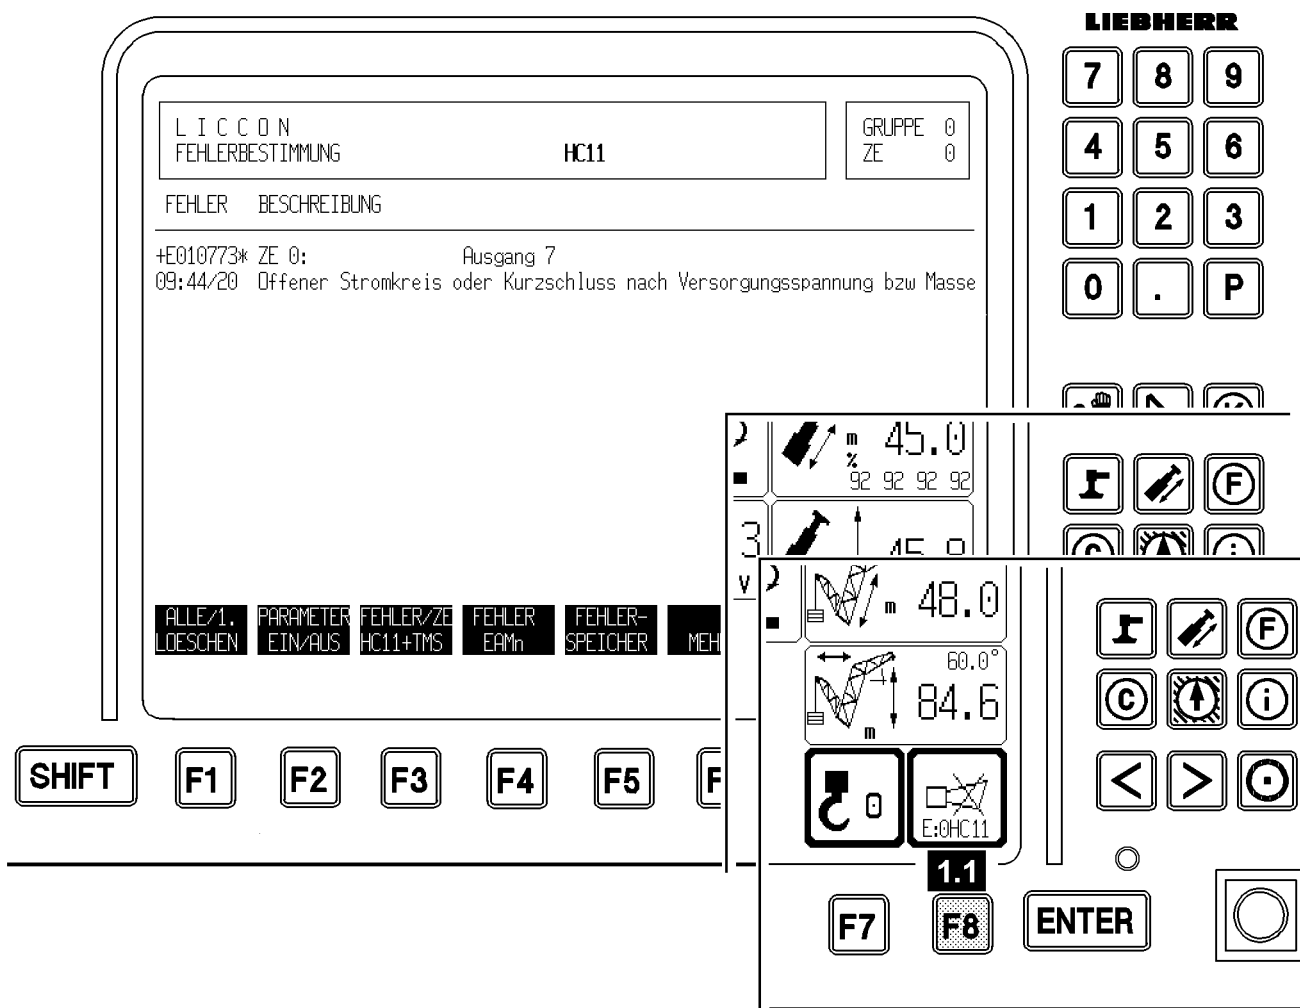 LIEBHERR
7 8 9
4 5 6
1 2 3
0 . P
L I C C O N
FEHLERBESTIMMUNG HC11
GRUPPE 0
ZE 0
FEHLER BESCHREIBUNG
+E010773* ZE 0: Ausgang 7
09:44/20 Offener Stromkreis oder Kurzschluss nach Versorgungsspannung bzw Masse
ALLE/1. LOESCHEN
PARAMETER EIN/AUS
FEHLER/ZE HC11+TMS
FEHLER EAMn
FEHLER- SPEICHER
MEH
SHIFT F1 F2 F3 F4 F5 F
m 45.0
%
92 92 92 92
F
3
V
m 48.0
60.0°
84.6
m
0
E:0HC11
F
C i
< >
1.1
F7 F8 ENTER